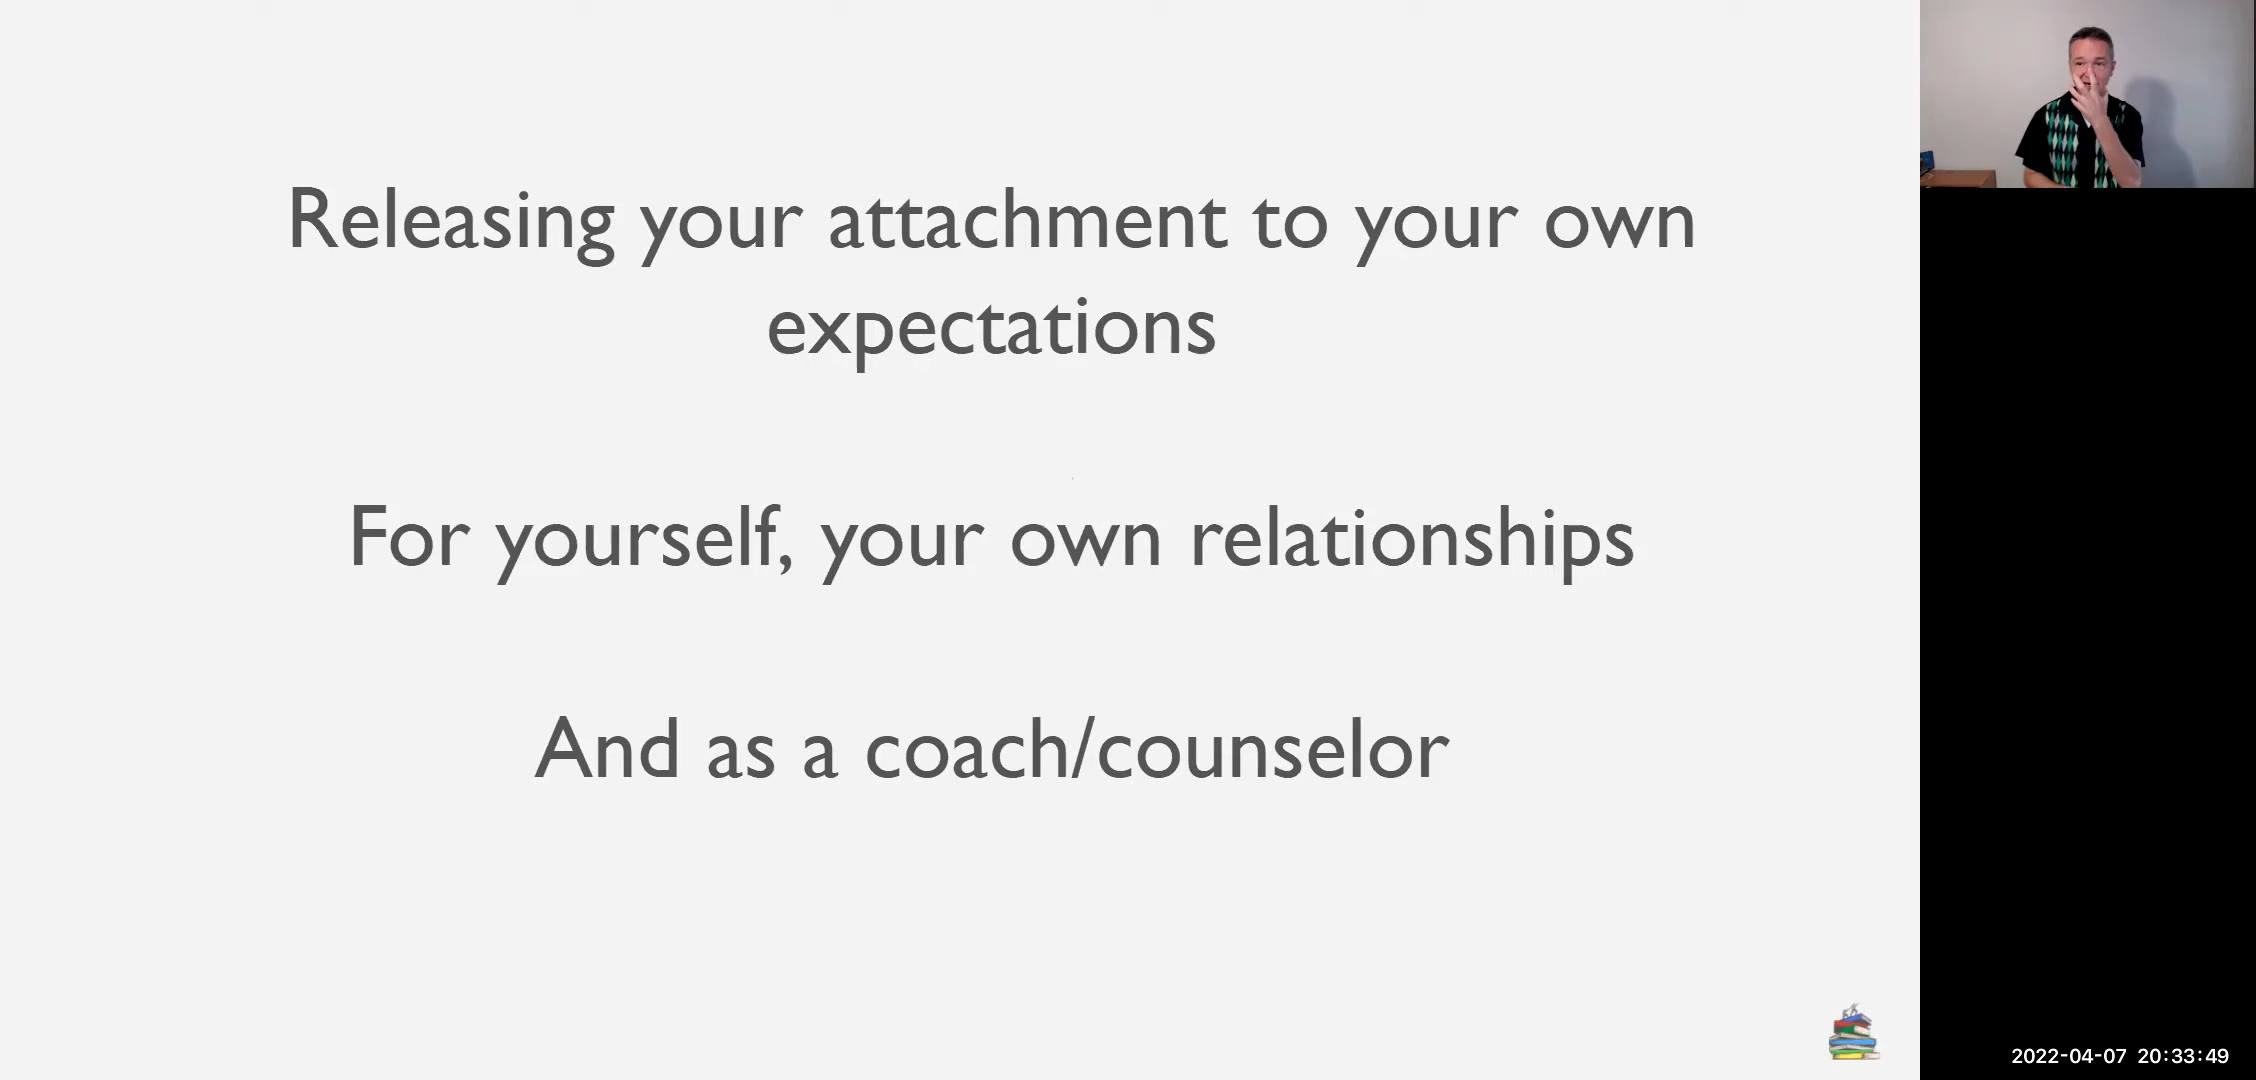 Releasing your attachment to your own
expectations
For yourself, your own relationships
And as a coach/counselor
2022-04-07 20:33:49